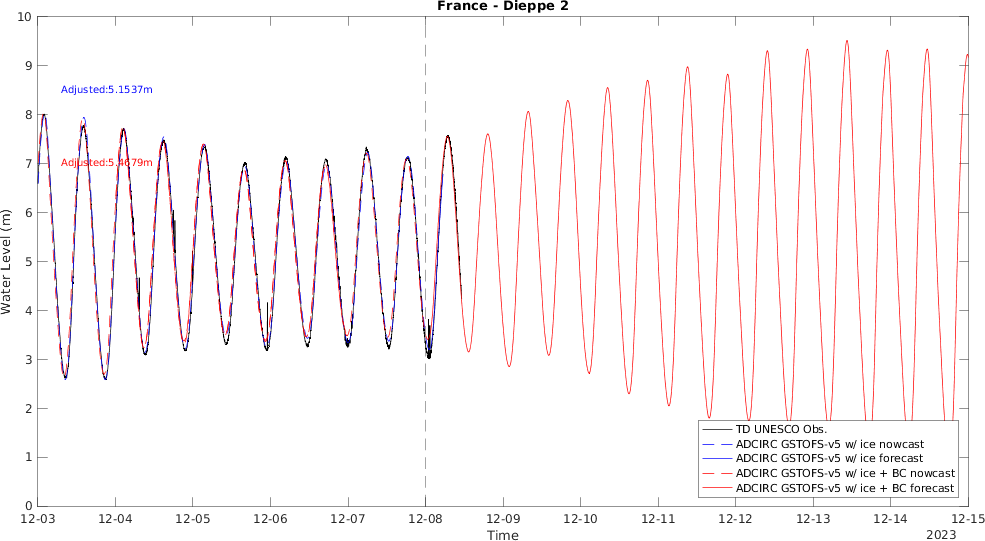 France - Dieppe 2
10
9
8
7
6
5
4
3
2
1
0
Water Level (m)
Adjusted:5.1537m
Adjusted:5.4679m
TD UNESCO Obs.
ADCIRC GSTOFS-v5 w/ ice nowcast
ADCIRC GSTOFS-v5 w/ ice forecast
ADCIRC GSTOFS-v5 w/ ice + BC nowcast
ADCIRC GSTOFS-v5 w/ ice + BC forecast
12-03 12-04 12-05 12-06 12-07 12-08 12-09 12-10 12-11 12-12 12-13 12-14 12-15
Time
2023